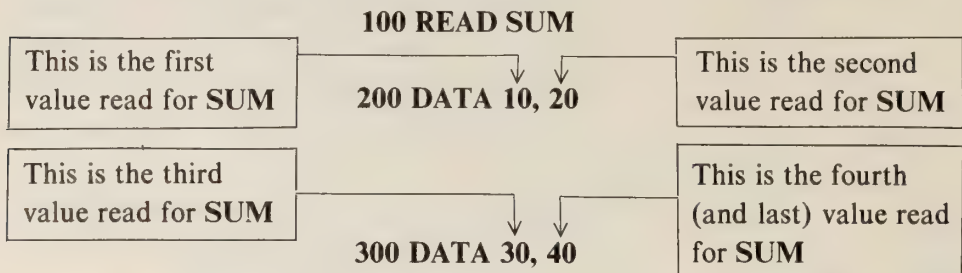 100 READ SUM
This is the first
value read for SUM
200 DATA 10, 20
This is the second
value read for SUM
This is the third
value read for SUM
300 DATA 30, 40
This is the fourth
(and last) value read
for SUM